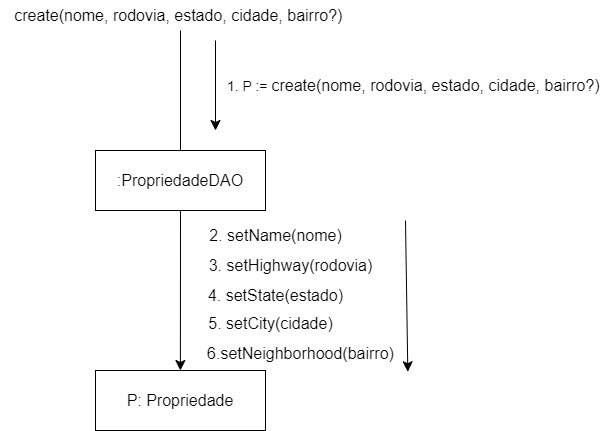 create(nome, rodovia, estado, cidade, bairro?)
1. P := create(nome, rodovia, estado, cidade, bairro?)
:PropriedadeDAO
2. setName(nome)
3. setHighway(rodovia)
4. setState(estado)
5. setCity(cidade)
6.setNeighborhood(bairro)
P: Propriedade